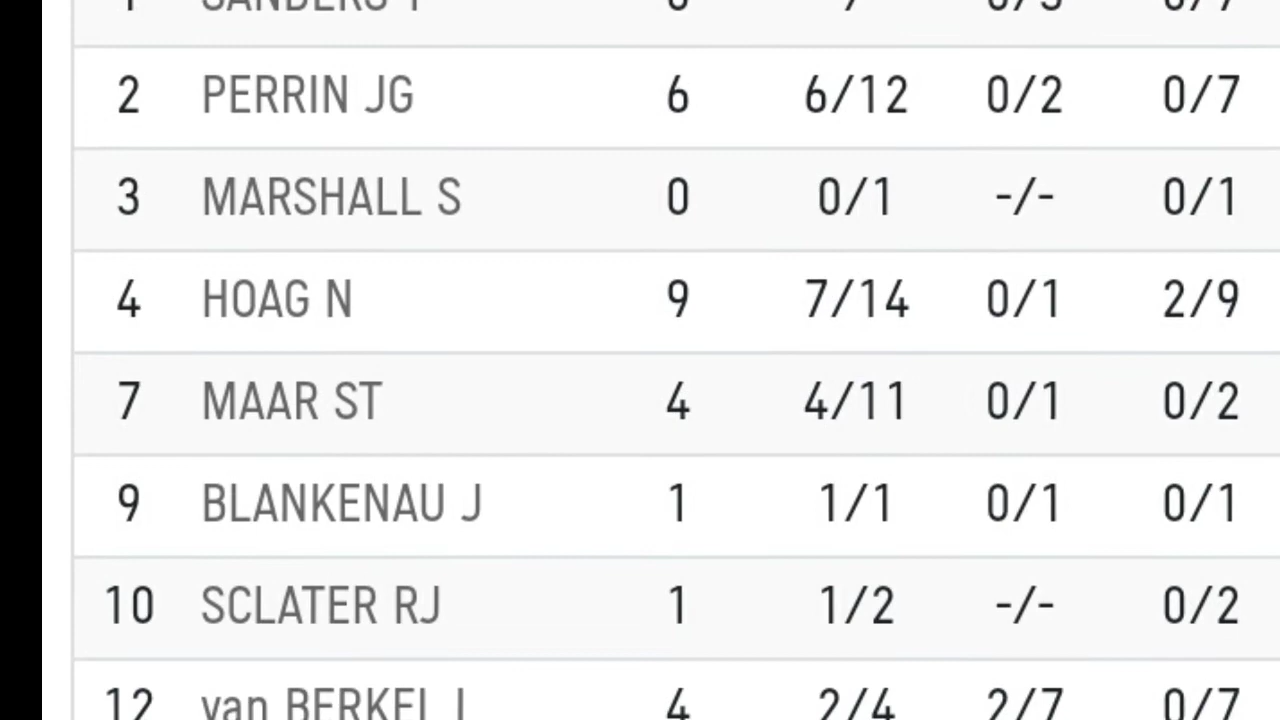 2 PERRIN JG 6 6/12 0/2 0/7
3 MARSHALL S 0 0/1 -/- 0/1
4 HOAG N 9 7/14 0/1 2/9
7 MAAR ST 4 4/11 0/1 0/2
9 BLANKENAU J 1 1/1 0/1 0/1
10 SCLATER RJ 1 1/2 -/- 0/2
12 van BERKEL 4 2/4 2/7 0/7